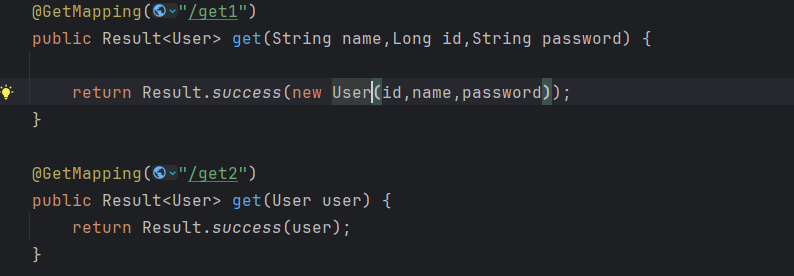 @GetMapping("/get1")
public Result<User> get(String name,Long id,String password) {
return Result.success(new User(id,name,password));
}
@GetMapping("/get2")
public Result<User> get(User user) {
return Result.success(user);
}